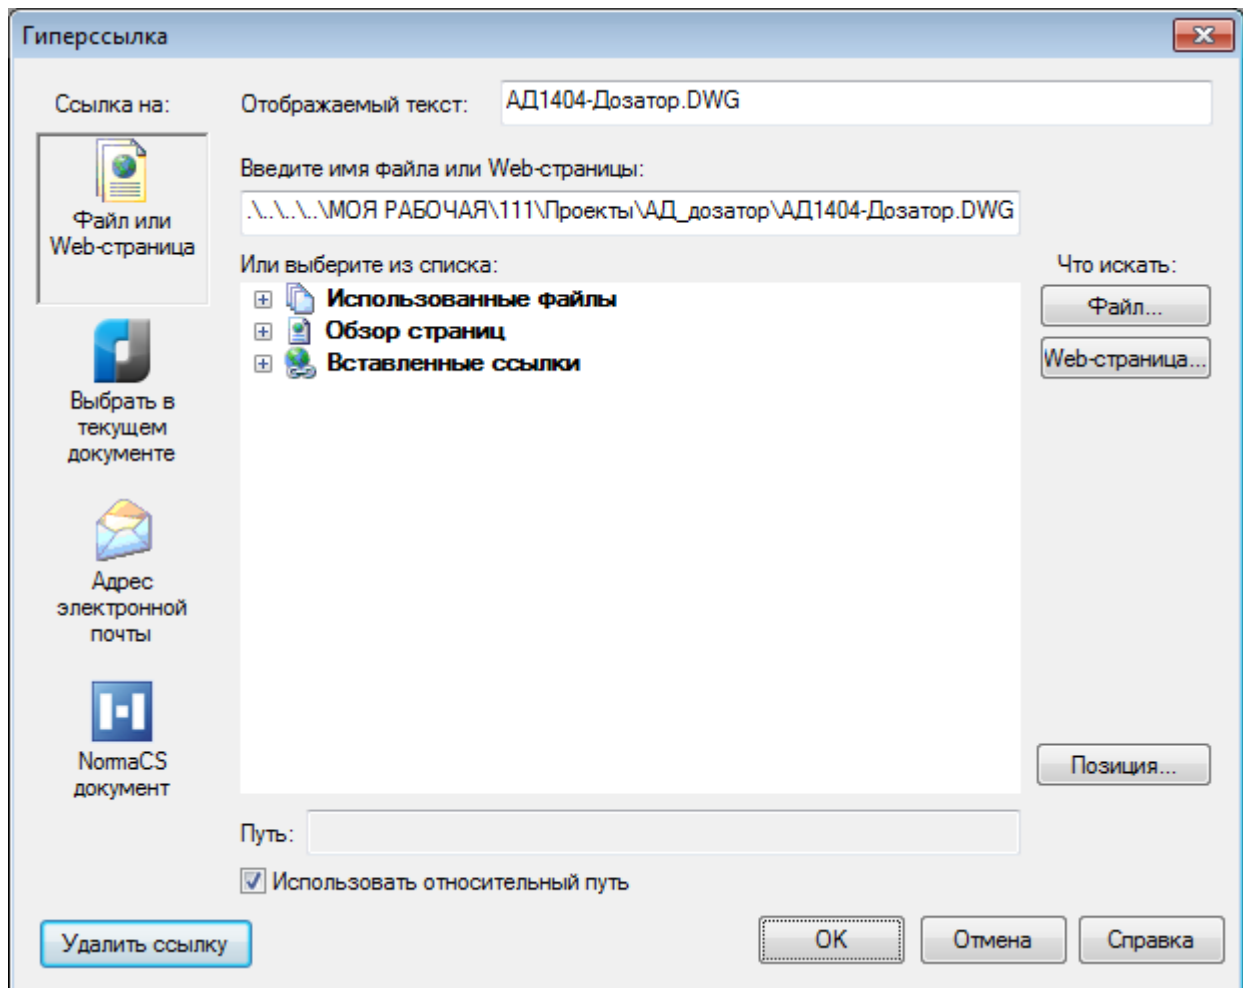 Гиперссылка
Ссылка на:
Отображаемый текст:
АД1404-Дозатор.DWG
Файл или
Web-страница
Введите имя файла или Web-страницы:
.\..\..\..\МОЯ РАБОЧАЯ\111\Проекты\АД_дозатор\АД1404-Дозатор.DWG
Или выберите из списка:
Что искать:
Использованные файлы
Обзор страниц
Вставленные ссылки
Файл...
Web-страница...
Выбрать в
текущем
документе
Адрес
электронной
почты
NormaCS
документ
Позиция...
Путь:
Использовать относительный путь
Удалить ссылку
OK
Отмена
Справка